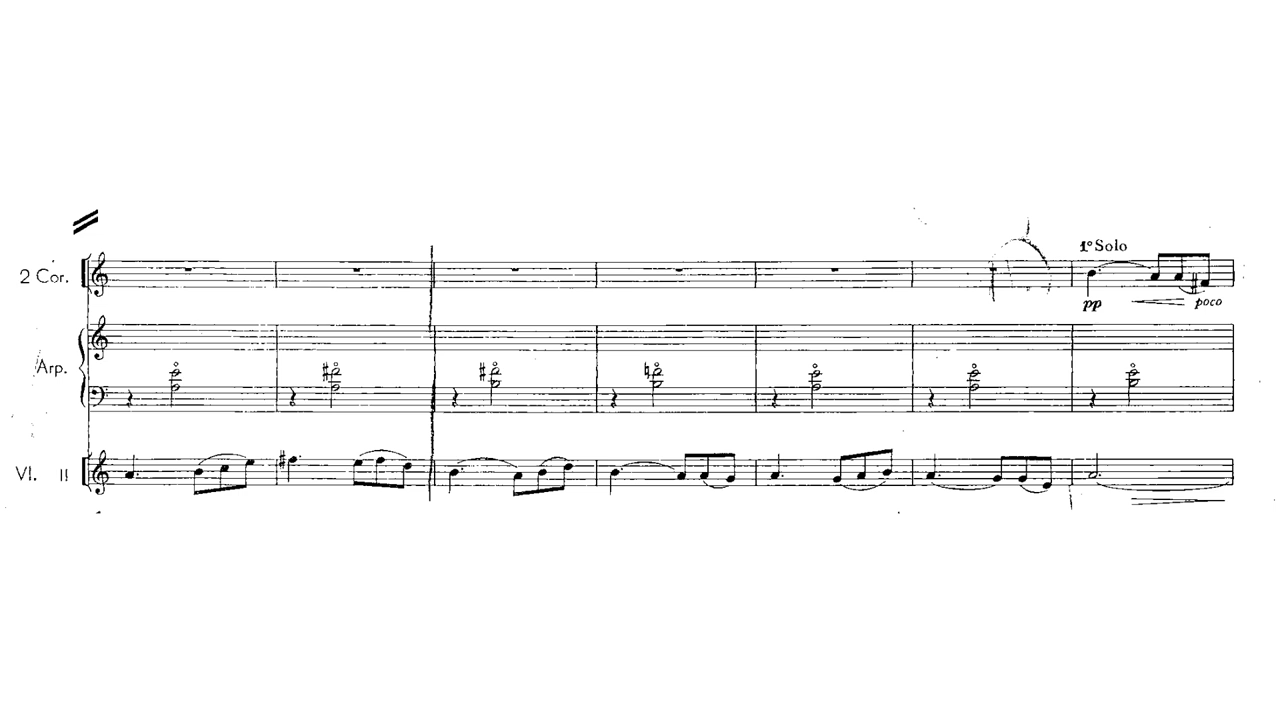 1º Solo
2 Cor.
pp poco
Arp.
Vl. II